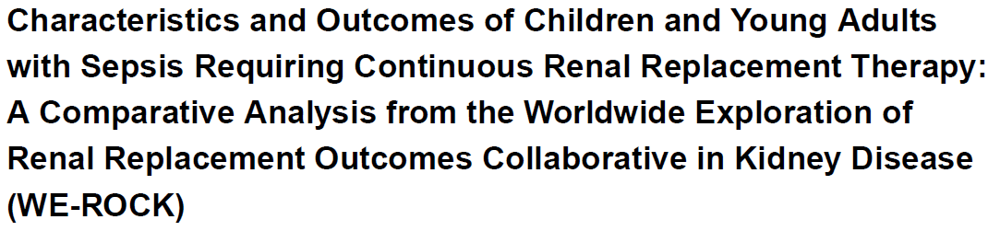 Characteristics and Outcomes of Children and Young Adults
with Sepsis Requiring Continuous Renal Replacement Therapy:
A Comparative Analysis from the Worldwide Exploration of
Renal Replacement Outcomes Collaborative in Kidney Disease
(WE-ROCK)